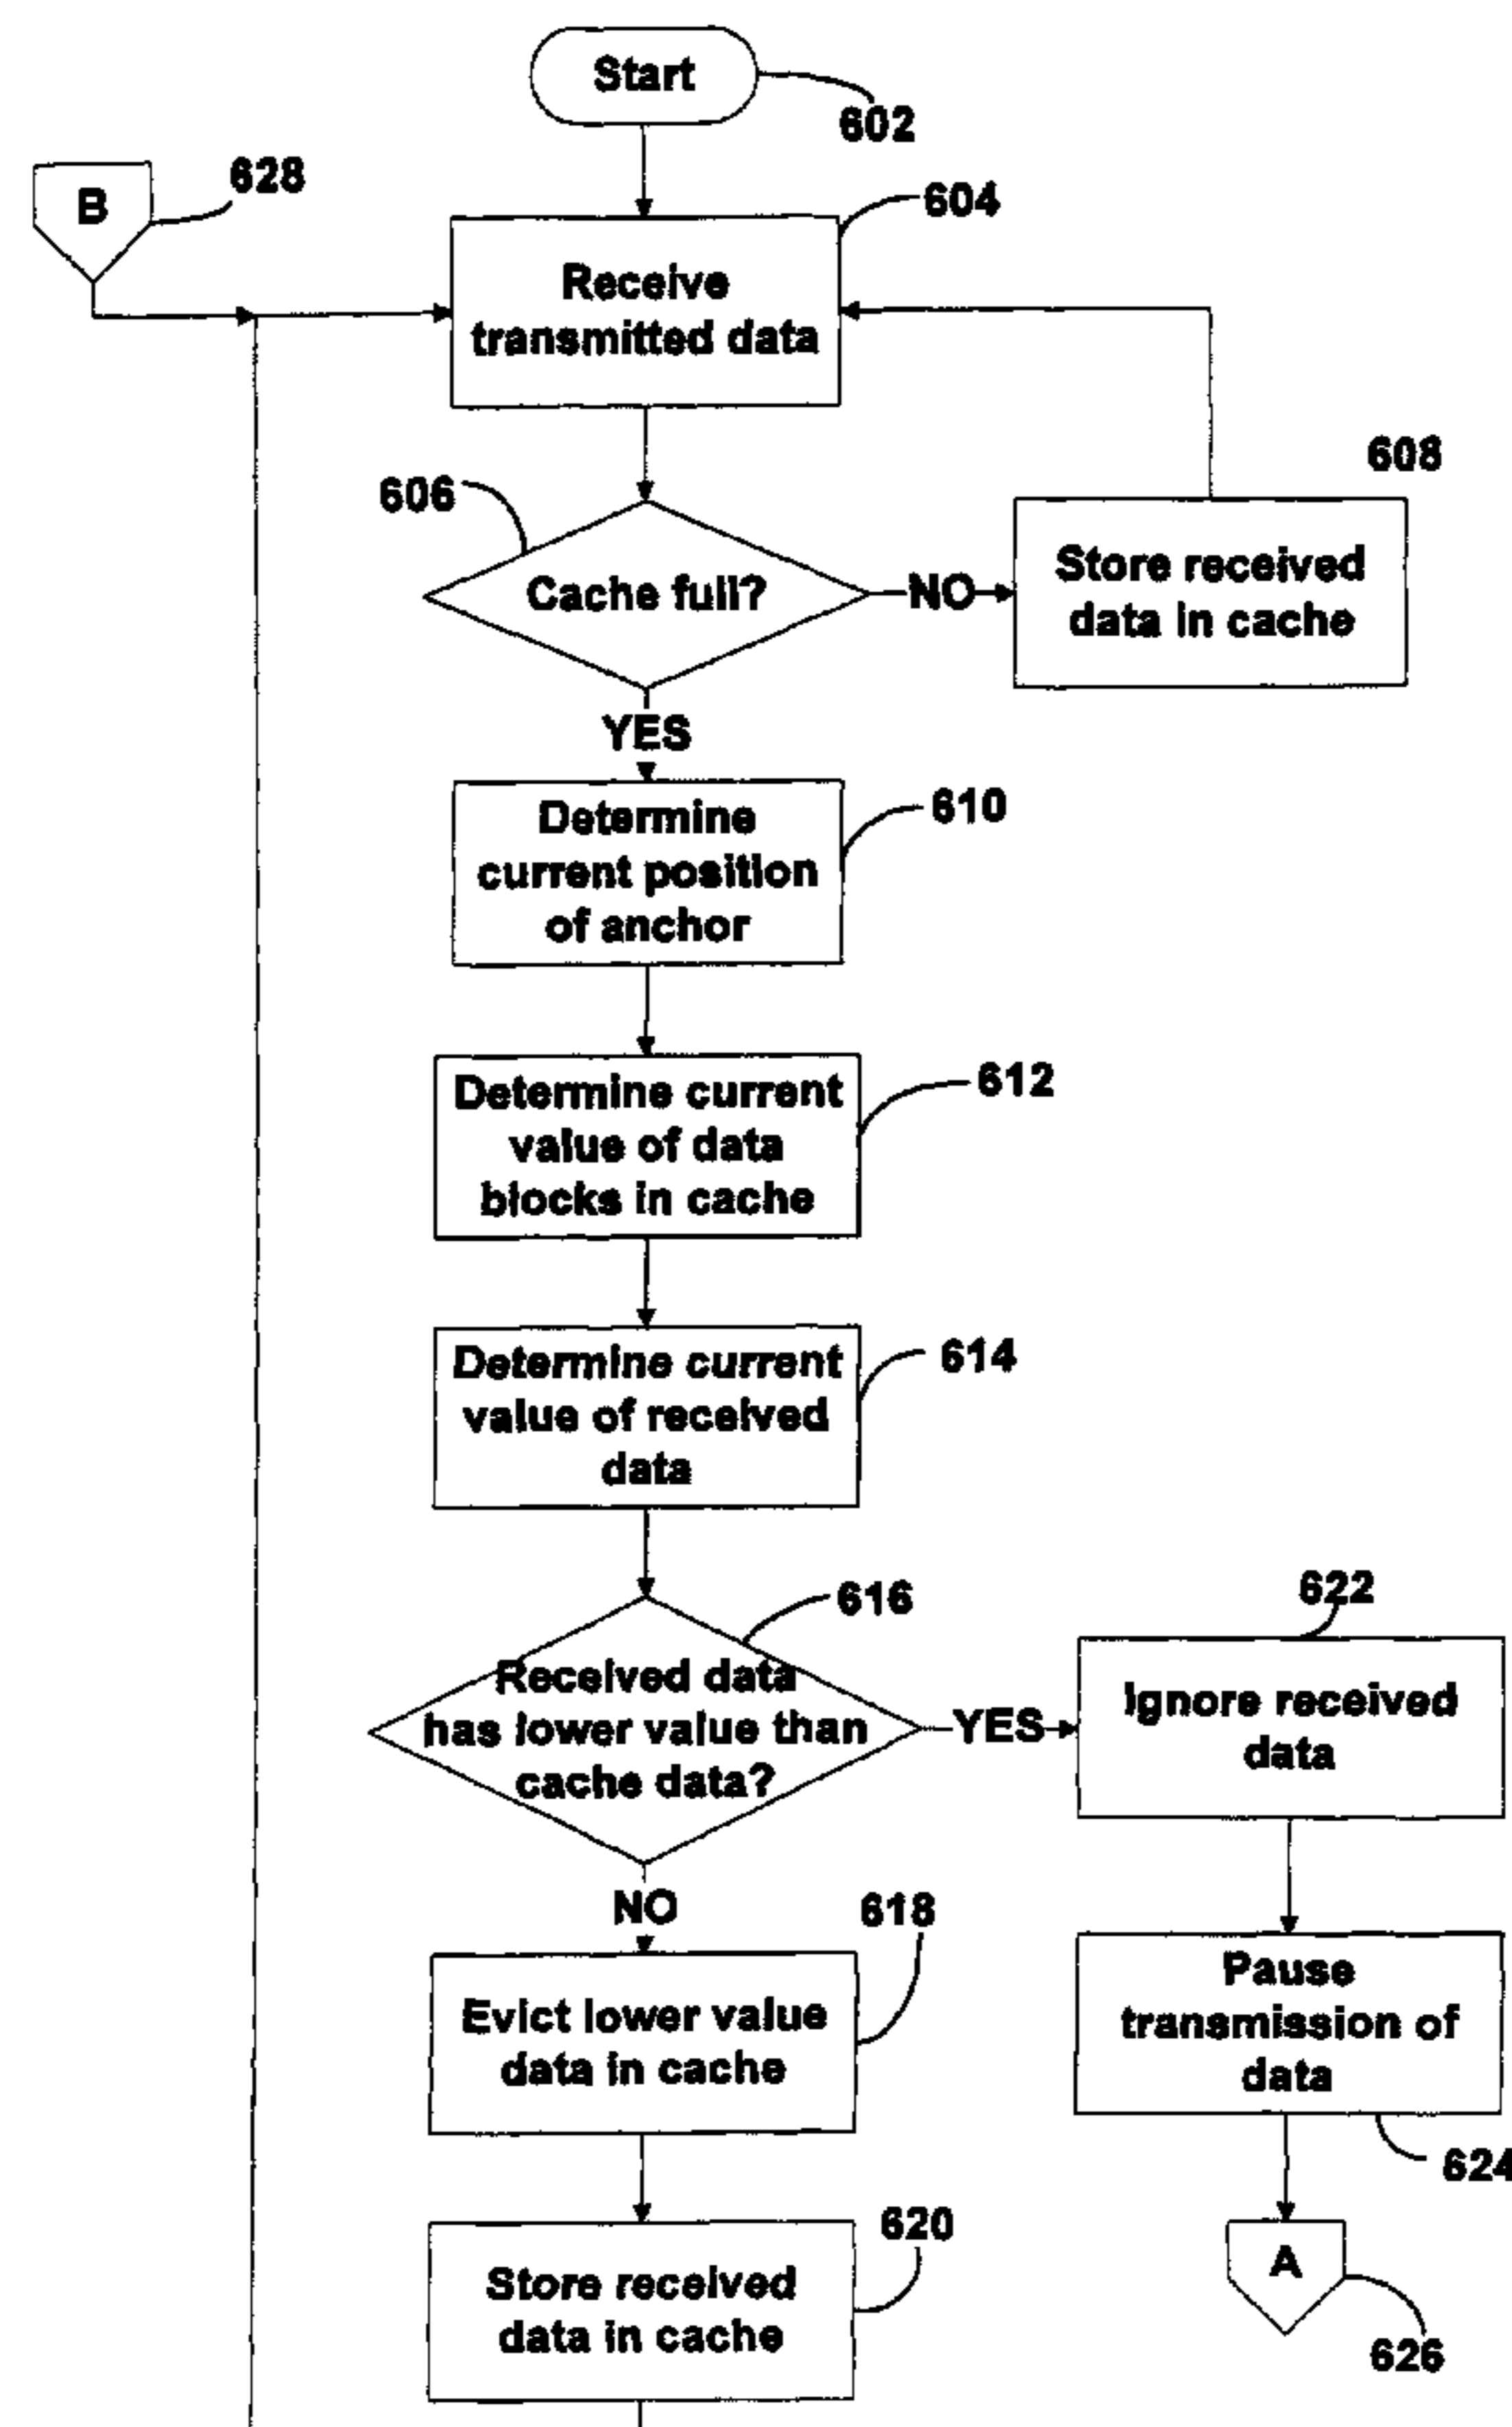 Start
602
B
628
604
Receive
transmitted data
606
Cache full?
NO
608
Store received
data in cache
YES
Determine
current position
of anchor
610
Determine current
value of data
blocks in cache
612
Determine current
value of received
data
614
616
Received data
has lower value than
cache data?
YES
622
Ignore received
data
NO
618
Evict lower value
data in cache
Pause
transmission of
data
624
620
Store received
data in cache
A
626